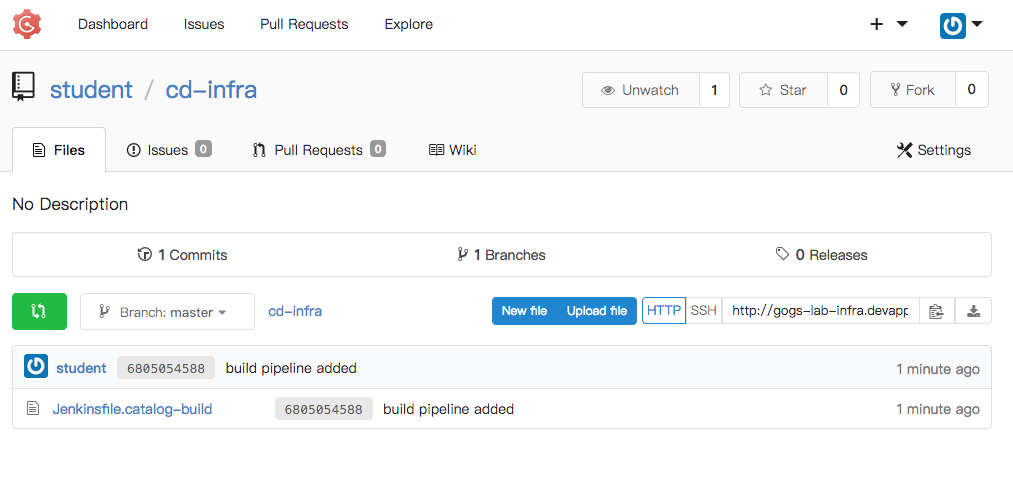 Dashboard Issues Pull Requests Explore +
student / cd-infra Unwatch 1 Star 0 Fork 0
Files Issues 0 Pull Requests 0 Wiki Settings
No Description
1 Commits 1 Branches 0 Releases
Branch: master cd-infra New file Upload file HTTP SSH http://gogs-lab-infra.devapp
student 6805054588 build pipeline added 1 minute ago
Jenkinsfile.catalog-build 6805054588 build pipeline added 1 minute ago